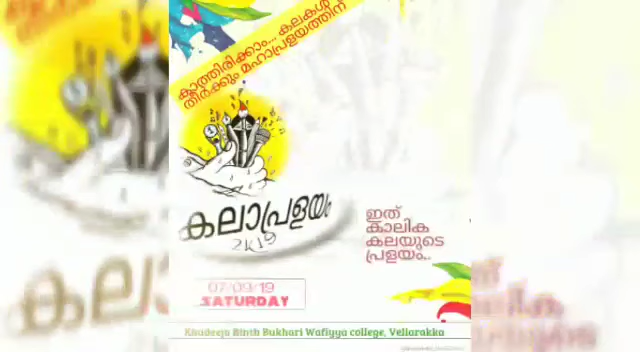 കാത്തിരിക്കാം... കലകൾ
തീർക്കും മഹാപ്രളയത്തിന്
കലാപ്രളയം
2K19
ഇത്
കാലിക
കലയുടെ
പ്രളയം..
07/09/19
SATURDAY
Khadeeja Binth Bukhari Wafiyya college, Vellarakka